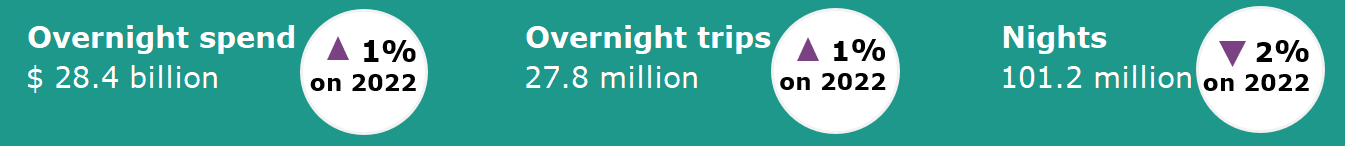 Overnight spend
$ 28.4 billion
▲ 1%
on 2022
Overnight trips
27.8 million
▲ 1%
on 2022
Nights
101.2 million
▼ 2%
on 2022